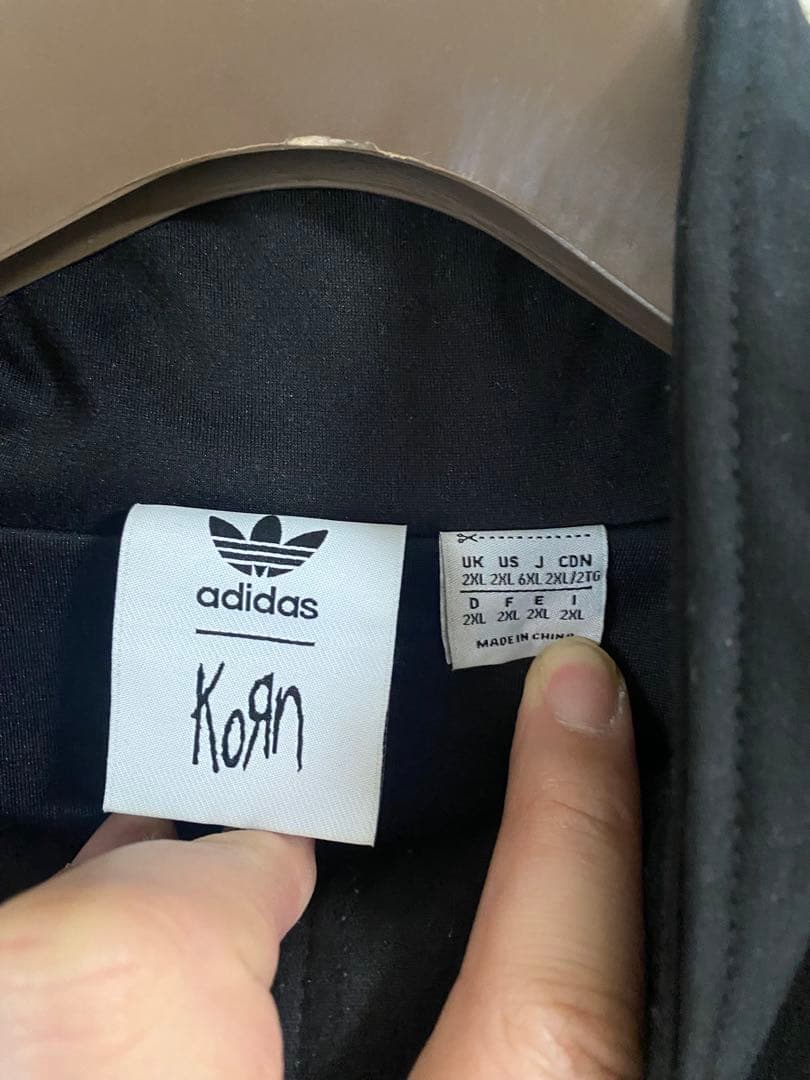 adidas
KoЯn
UK US J CDN
2XL 2XL 6XL 2XL/2TG
D F E I
2XL 2XL 2XL 2XL
MADE IN CHINA